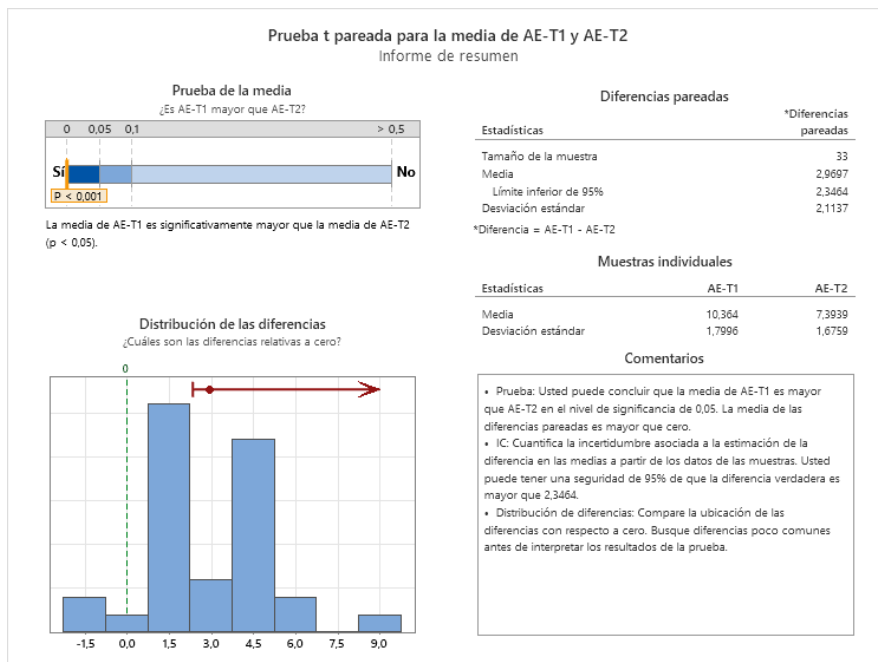 Prueba t pareada para la media de AE-T1 y AE-T2
Informe de resumen
Prueba de la media
¿Es AE-T1 mayor que AE-T2?
0 0,05 0,1 > 0,5
Sí No
P < 0,001
La media de AE-T1 es significativamente mayor que la media de AE-T2
(p < 0,05).
Diferencias pareadas
*Diferencias
Estadísticas pareadas
Tamaño de la muestra 33
Media 2,9697
Límite inferior de 95% 2,3464
Desviación estándar 2,1137
*Diferencia = AE-T1 - AE-T2
Muestras individuales
Estadísticas AE-T1 AE-T2
Media 10,364 7,3939
Desviación estándar 1,7996 1,6759
Distribución de las diferencias
¿Cuáles son las diferencias relativas a cero?
0
-1,5 0,0 1,5 3,0 4,5 6,0 7,5 9,0
Comentarios
• Prueba: Usted puede concluir que la media de AE-T1 es mayor
que AE-T2 en el nivel de significancia de 0,05. La media de las
diferencias pareadas es mayor que cero.
• IC: Cuantifica la incertidumbre asociada a la estimación de la
diferencia en las medias a partir de los datos de las muestras. Usted
puede tener una seguridad de 95% de que la diferencia verdadera es
mayor que 2,3464.
• Distribución de diferencias: Compare la ubicación de las
diferencias con respecto a cero. Busque diferencias poco comunes
antes de interpretar los resultados de la prueba.